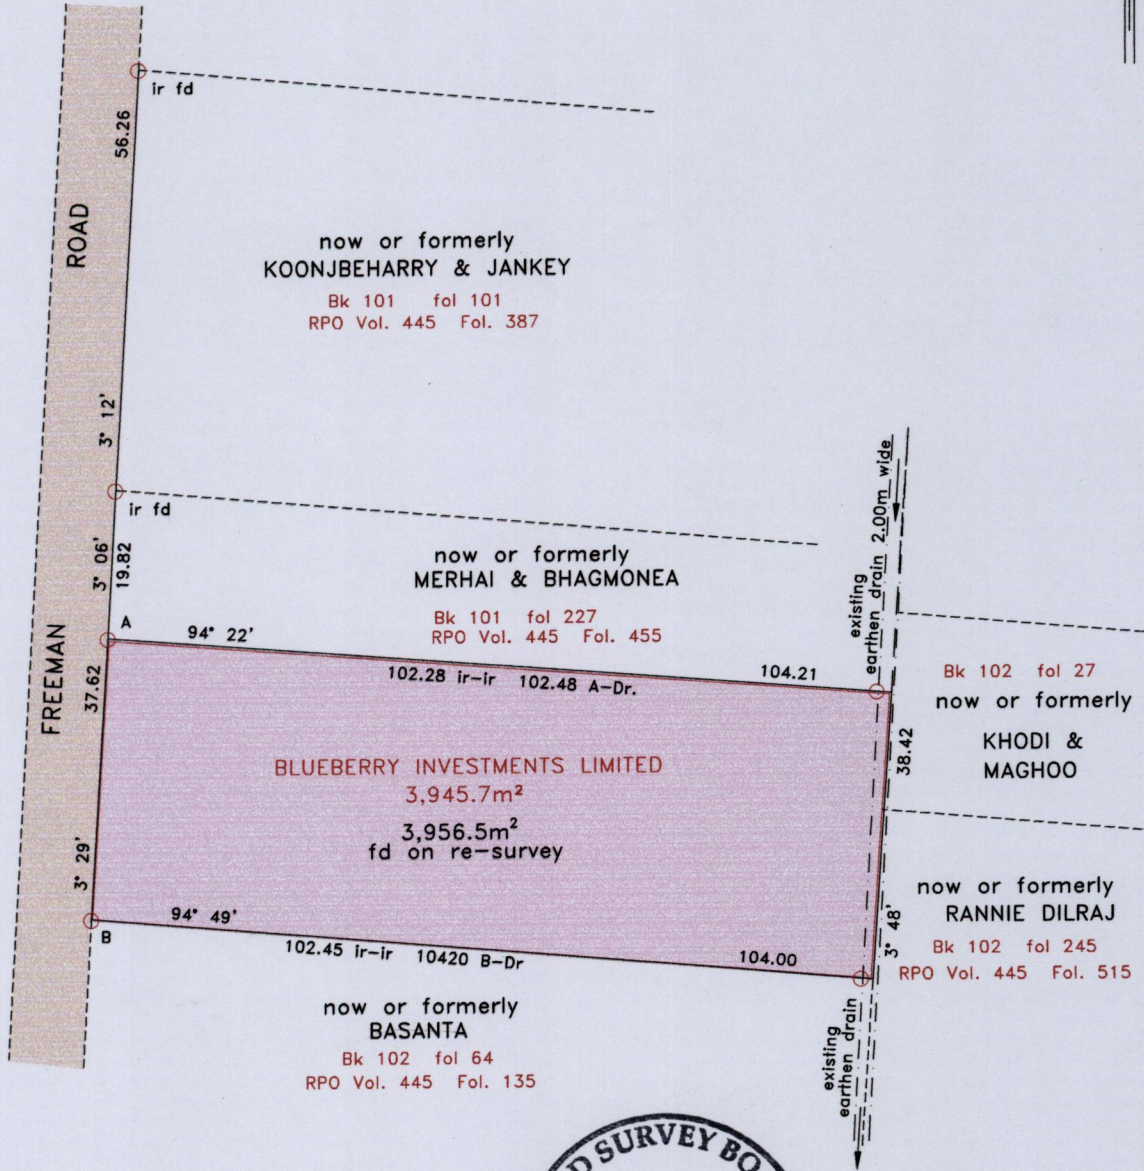 ir fd
56.26
ROAD
now or formerly
KOONJBEHARRY & JANKEY
Bk 101 fol 101
RPO Vol. 445 Fol. 387
3° 12'
ir fd
3° 06'
19.82
now or formerly
MERHAI & BHAGMONEA
Bk 101 fol 227
RPO Vol. 445 Fol. 455
existing
earthen drain 2.00m wide
A
94° 22'
102.28 ir-ir 102.48 A-Dr.
104.21
FREEMAN
37.62
Bk 102 fol 27
now or formerly
KHODI &
MAGHOO
38.42
BLUEBERRY INVESTMENTS LIMITED
3,945.7m²
3,956.5m²
fd on re-survey
3° 29'
now or formerly
RANNIE DILRAJ
Bk 102 fol 245
RPO Vol. 445 Fol. 515
3° 48'
94° 49'
B
102.45 ir-ir 10420 B-Dr
104.00
now or formerly
BASANTA
Bk 102 fol 64
RPO Vol. 445 Fol. 135
existing
earthen drain
D SURVEY BO